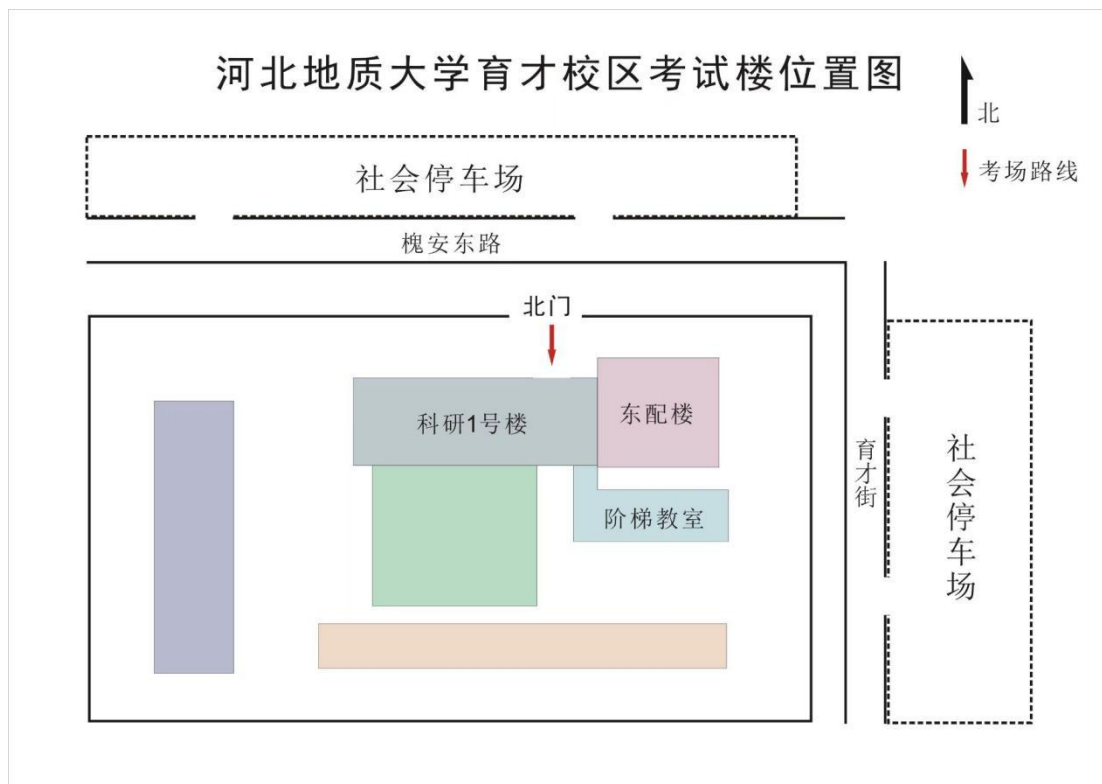 河北地质大学育才校区考试楼位置图
北
考场路线
社会停车场
槐安东路
北门
科研1号楼
东配楼
阶梯教室
育才街
社会停车场